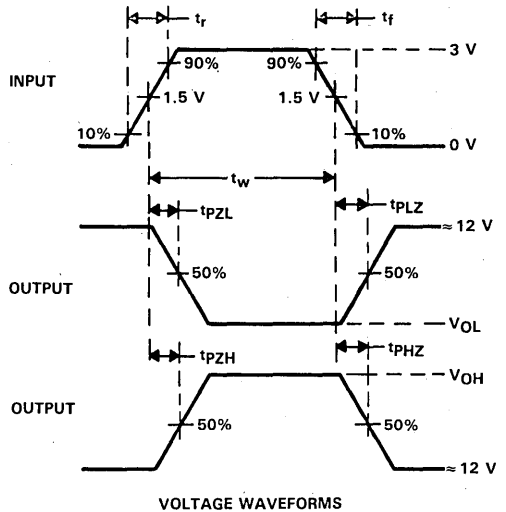 tr
tf
3 V
90%
90%
INPUT
1.5 V
1.5 V
10%
10%
0 V
tw
tPZL
tPLZ
≈ 12 V
50%
50%
OUTPUT
VOL
tPZH
tPHZ
VOH
OUTPUT
50%
50%
≈ 12 V
VOLTAGE WAVEFORMS